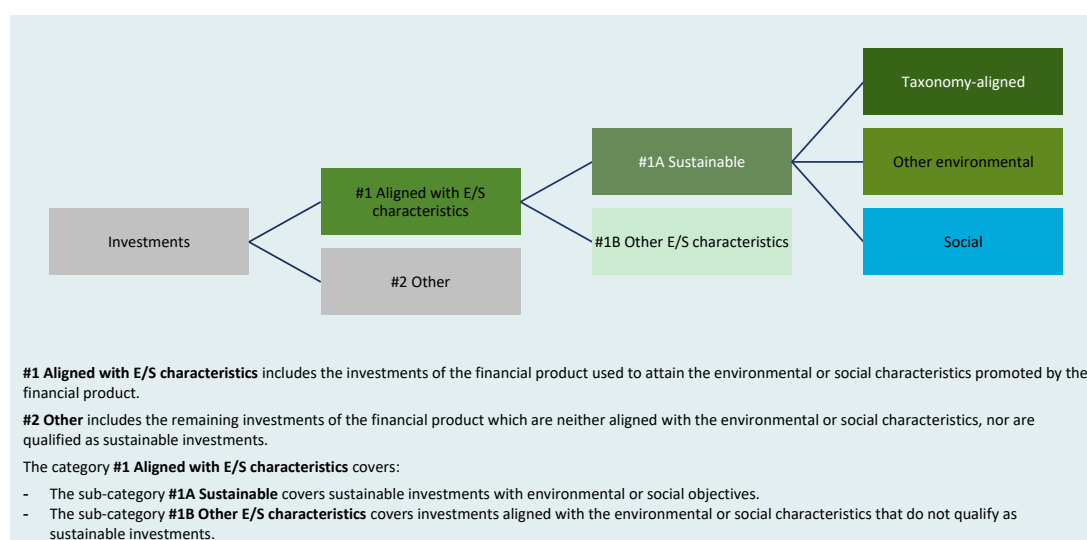 Taxonomy-aligned
#1A Sustainable
Other environmental
#1 Aligned with E/S
characteristics
Investments
#1B Other E/S characteristics
Social
#2 Other
#1 Aligned with E/S characteristics includes the investments of the financial product used to attain the environmental or social characteristics promoted by the
financial product.
#2 Other includes the remaining investments of the financial product which are neither aligned with the environmental or social characteristics, nor are
qualified as sustainable investments.
The category #1 Aligned with E/S characteristics covers:
- The sub-category #1A Sustainable covers sustainable investments with environmental or social objectives.
- The sub-category #1B Other E/S characteristics covers investments aligned with the environmental or social characteristics that do not qualify as
sustainable investments.